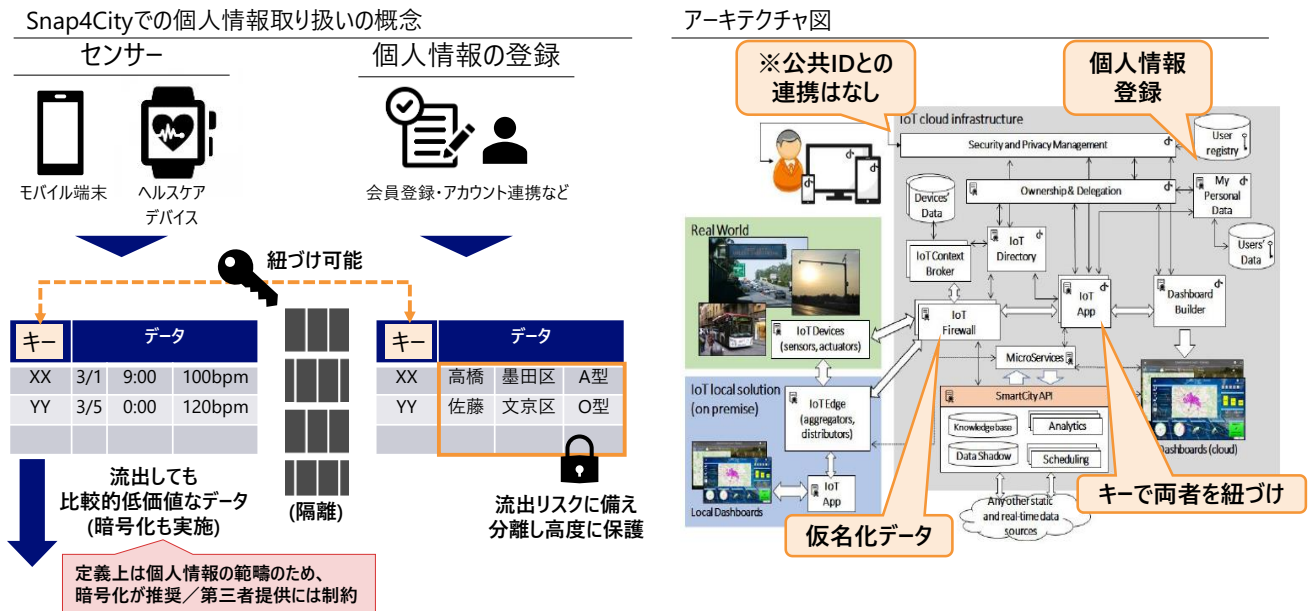 Snap4Cityでの個人情報取り扱いの概念
センサー
個人情報の登録
モバイル端末
ヘルスケア
デバイス
会員登録・アカウント連携など
紐づけ可能
キー
データ
XX
3/1
9:00
100bpm
YY
3/5
0:00
120bpm
キー
データ
XX
高橋
墨田区
A型
YY
佐藤
文京区
O型
流出しても
比較的低価値なデータ
(暗号化も実施)
(隔離)
流出リスクに備え
分離し高度に保護
定義上は個人情報の範疇のため、
暗号化が推奨／第三者提供には制約
アーキテクチャ図
※公共IDとの
連携はなし
個人情報
登録
IoT cloud infrastructure
Security and Privacy Management
User
registry
Ownership & Delegation
My
Personal
Data
Devices'
Data
Users'
Data
Real World
IoT Context
Broker
IoT
Directory
IoT
App
Dashboard
Builder
IoT
Firewall
IoT Devices
(sensors, actuators)
MicroServices
IoT local solution
(on premise)
IoT Edge
(aggregators,
distributors)
SmartCity API
Knowledge base
Analytics
Data Shadow
Scheduling
Dashboards (cloud)
IoT
App
Local Dashboards
Any other static
and real-time data
sources
仮名化データ
キーで両者を紐づけ